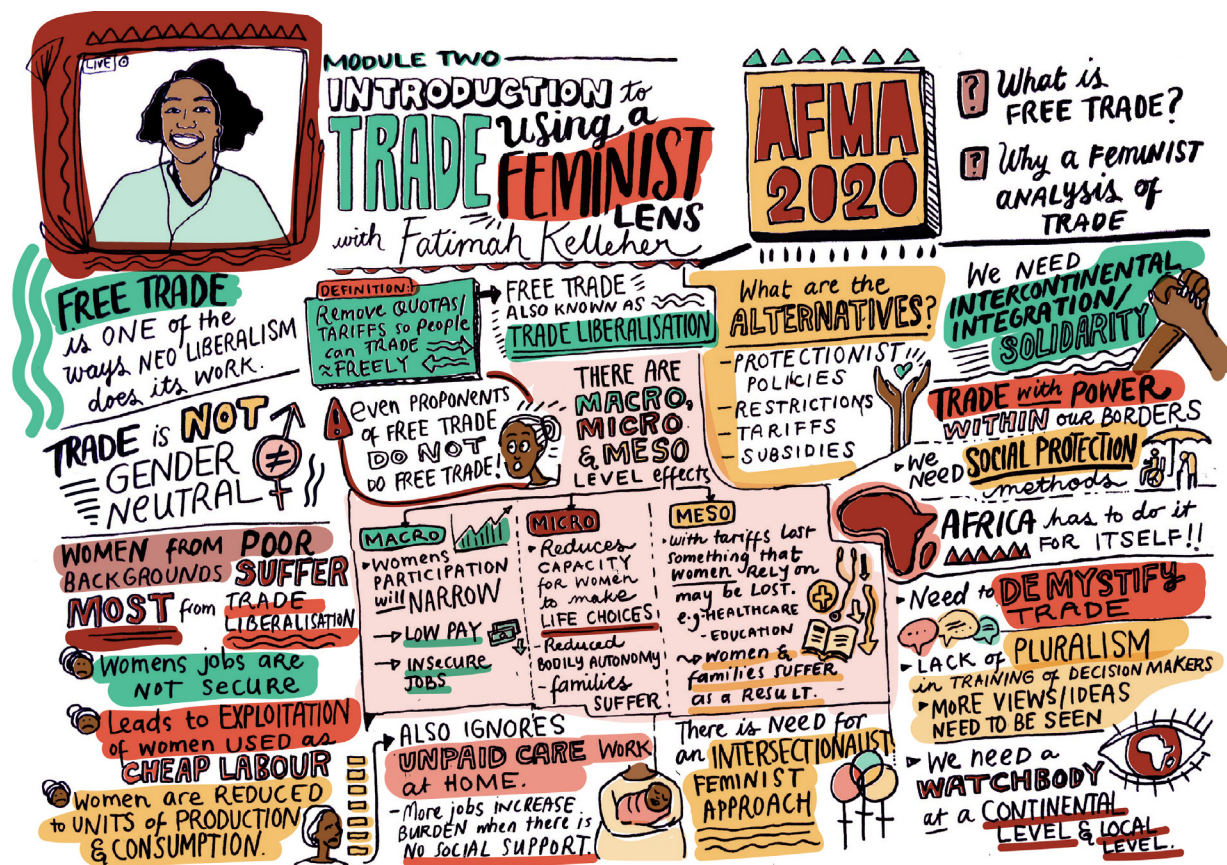 LIVE
MODULE TWO
INTRODUCTION to
TRADE using a
FEMINIST
LENS
with Fatimah Kelleher
AFMA
2020
? What is
FREE TRADE?
? Why a FEMINIST
ANALYSIS of
TRADE
FREE TRADE
is ONE of the
ways NEO LIBERALISM
does its WORK.
TRADE is NOT
GENDER
NEUTRAL
WOMEN FROM POOR
BACKGROUNDS SUFFER
MOST from TRADE
LIBERALISATION
Womens jobs are
NOT SECURE
Leads to EXPLOITATION
of women USED as
CHEAP LABOUR
Women are REDUCED
to UNITS of PRODUCTION
& CONSUMPTION.
DEFINITION:
Remove QUOTAS/
TARIFFS so people
can TRADE
≈FREELY
FREE TRADE
ALSO KNOWN AS
TRADE LIBERALISATION
! even PROPONENTS
of FREE TRADE
DO NOT
DO FREE TRADE!
THERE ARE
MACRO,
MICRO
& MESO
LEVEL effects
MACRO
Womens
PARTICIPATION
will NARROW
LOW PAY
INSECURE
JOBS
MICRO
Reduces
CAPACITY
for WOMEN
to make
LIFE CHOICES
-Reduced
BODILY AUTONOMY
-families
SUFFER
MESO
with tariffs lost
something that
women RELY on
may be LOST.
e.g-HEALTHCARE
-EDUCATION
women &
families SUFFER
as a RESULT.
ALSO IGNORES
UNPAID CARE WORK
at HOME.
-More jobs INCREASE
BURDEN when there is
NO SOCIAL SUPPORT.
There is NEED for
an INTERSECTIONALIST
FEMINIST
APPROACH
What are the
ALTERNATIVES?
-PROTECTIONIST
POLICIES
-RESTRICTIONS
-TARIFFS
-SUBSIDIES
We NEED
INTERCONTINENTAL
INTEGRATION/
SOLIDARITY
TRADE with POWER
WITHIN our BORDERS
We
NEED SOCIAL PROTECTION
methods
AFRICA has to do it
FOR ITSELF!!
Need to DEMYSTIFY
TRADE
LACK of PLURALISM
in TRAINING of DECISION MAKERS
MORE VIEWS/IDEAS
NEED TO BE SEEN
We need a
WATCHBODY
at a CONTINENTAL
LEVEL & LOCAL
LEVEL.